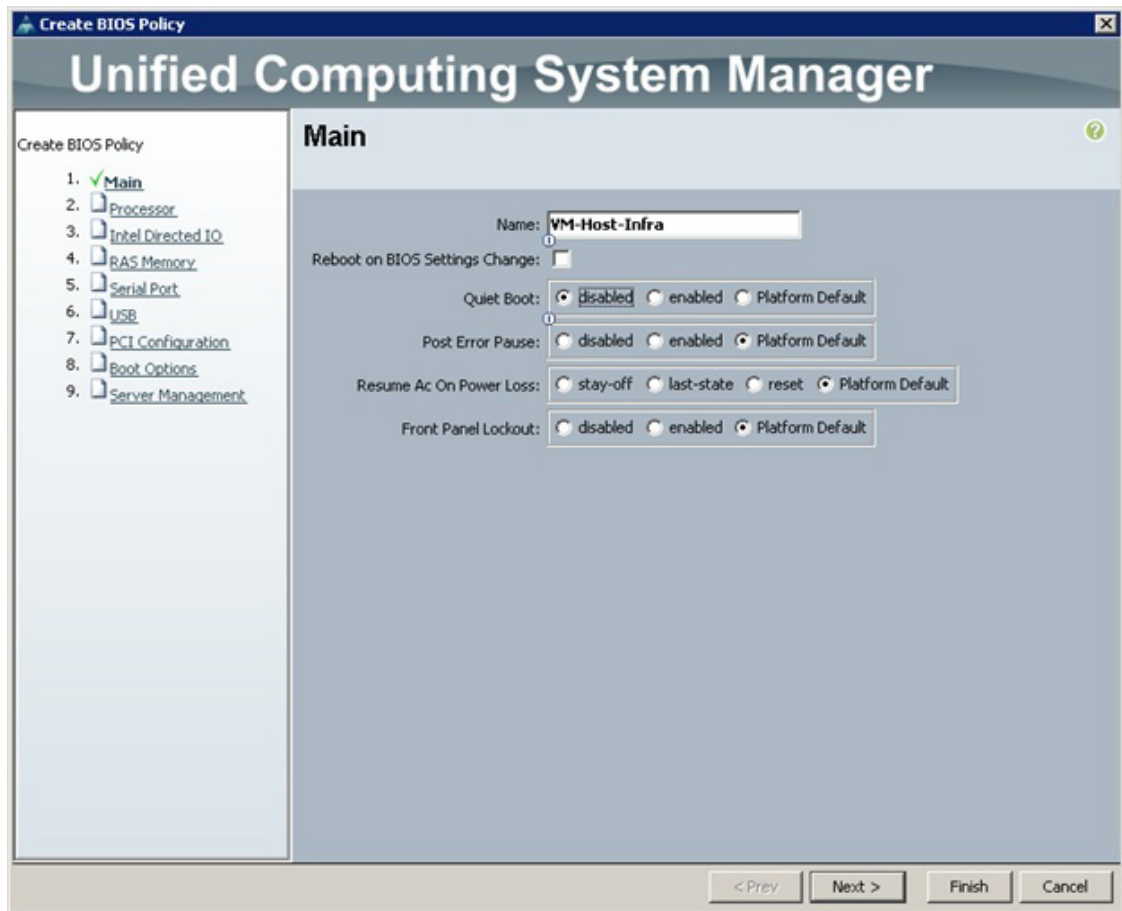 Create BIOS Policy
Unified Computing System Manager
Create BIOS Policy
1. Main
2. Processor
3. Intel Directed IO
4. RAS Memory
5. Serial Port
6. USB
7. PCI Configuration
8. Boot Options
9. Server Management
Main
Name: VM-Host-Infra
Reboot on BIOS Settings Change:
Quiet Boot: disabled enabled Platform Default
Post Error Pause: disabled enabled Platform Default
Resume Ac On Power Loss: stay-off last-state reset Platform Default
Front Panel Lockout: disabled enabled Platform Default
< Prev Next > Finish Cancel